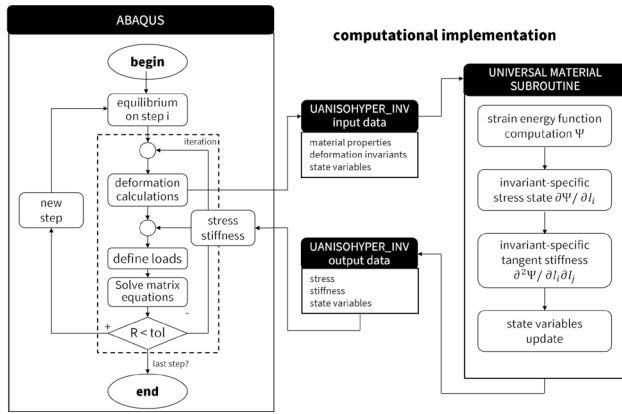 ABAQUS
computational implementation
begin
equilibrium
on step i
iteration
deformation
calculations
new
step
stress
stiffness
define loads
Solve matrix
equations
+
-
R < tol
last step?
end
UANISOHYPER_INV
input data
material properties
deformation invariants
state variables
UANISOHYPER_INV
output data
stress
stiffness
state variables
UNIVERSAL MATERIAL
SUBROUTINE
strain energy function
computation Ψ
invariant-specific
stress state ∂Ψ/ ∂I_i
invariant-specific
tangent stiffness
∂²Ψ/ ∂I_i∂I_j
state variables
update